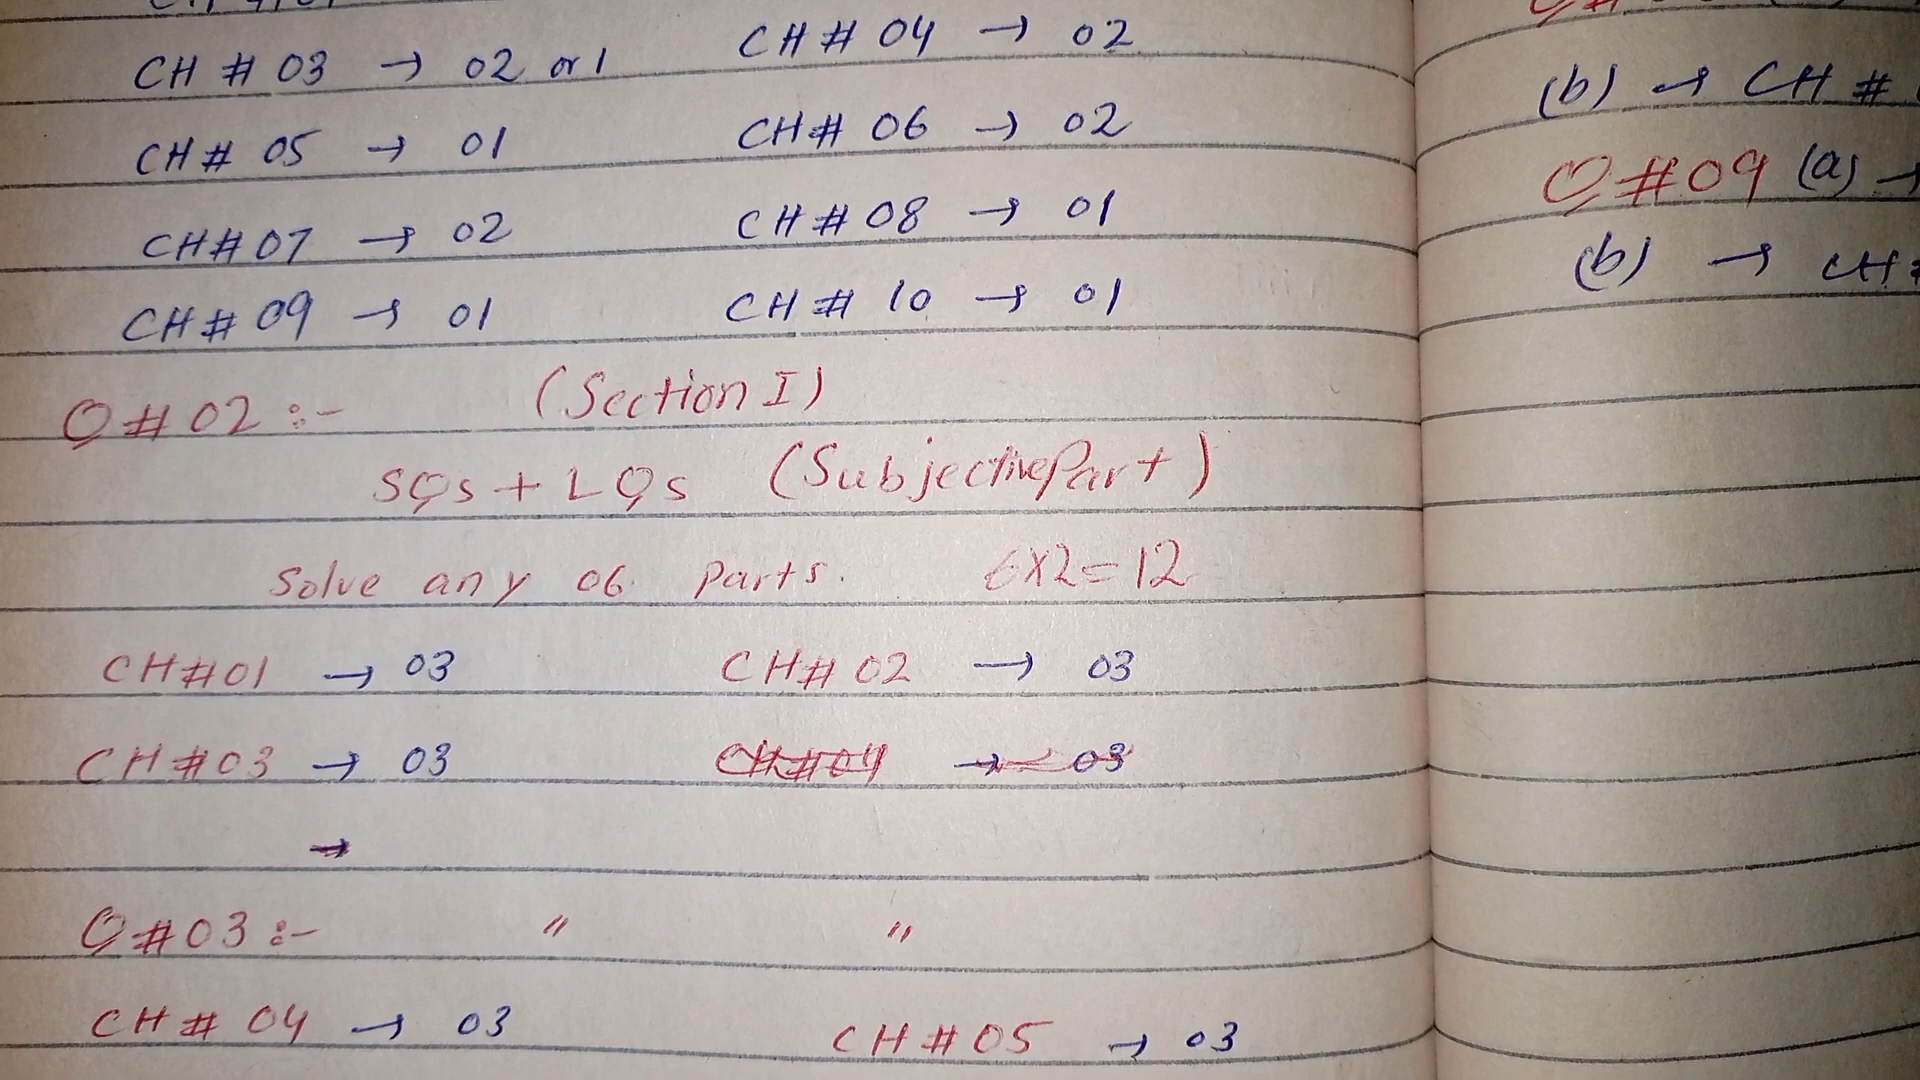 CH # 03 → 02 or 1 CH # 04 → 02
CH # 05 → 01 CH # 06 → 02
CH # 07 → 02 CH # 08 → 01
CH # 09 → 01 CH # 10 → 01
Q # 02 :- (Section I)
SQs + LQs (Subjective Part)
Solve any 06 Parts. 6x2=12
CH # 01 → 03 CH # 02 → 03
CH # 03 → 03 CH # 04 → 03
→
Q # 03 :- " "
CH # 04 → 03 CH # 05 → 03
(b) → CH #
Q # 09 (a) →
(b) → CH #